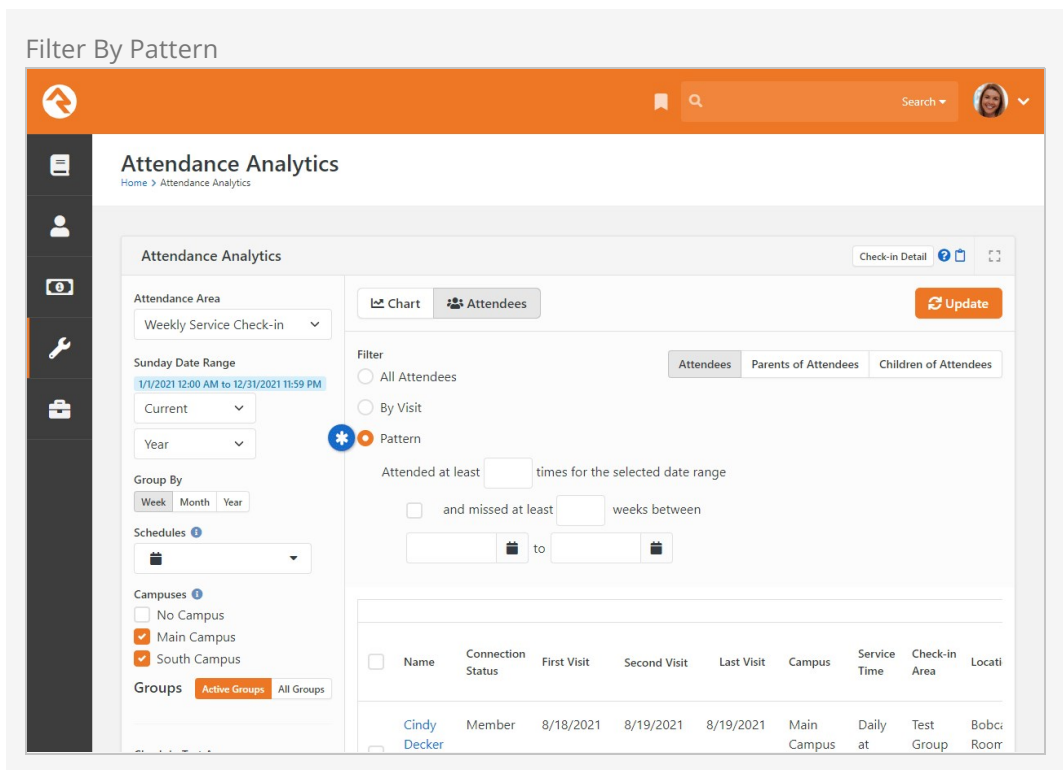 Filter By Pattern
Search
Attendance Analytics
Home > Attendance Analytics
Attendance Analytics
Check-in Detail
Attendance Area
Weekly Service Check-in
Sunday Date Range
1/1/2021 12:00 AM to 12/31/2021 11:59 PM
Current
Year
Group By
Week Month Year
Schedules
Campuses
No Campus
Main Campus
South Campus
Groups Active Groups All Groups
Chart Attendees
Update
Filter
Attendees Parents of Attendees Children of Attendees
All Attendees
By Visit
Pattern
Attended at least times for the selected date range
and missed at least weeks between
to
Name Connection Status First Visit Second Visit Last Visit Campus Service Time Check-in Area Locati
Cindy Decker Member 8/18/2021 8/19/2021 8/19/2021 Main Campus Daily at Test Group Bobca Room